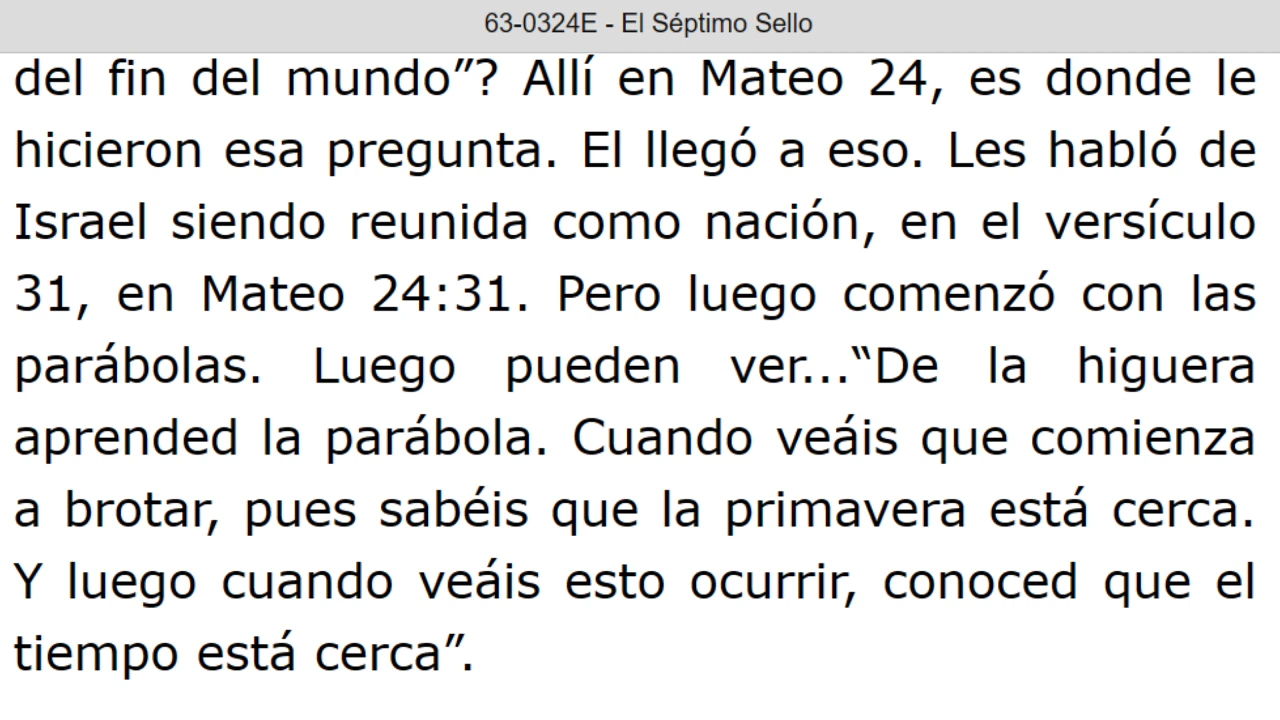 63-0324E - El Séptimo Sello
del fin del mundo”? Allí en Mateo 24, es donde le
hicieron esa pregunta. El llegó a eso. Les habló de
Israel siendo reunida como nación, en el versículo
31, en Mateo 24:31. Pero luego comenzó con las
parábolas. Luego pueden ver...“De la higuera
aprended la parábola. Cuando veáis que comienza
a brotar, pues sabéis que la primavera está cerca.
Y luego cuando veáis esto ocurrir, conoced que el
tiempo está cerca”.